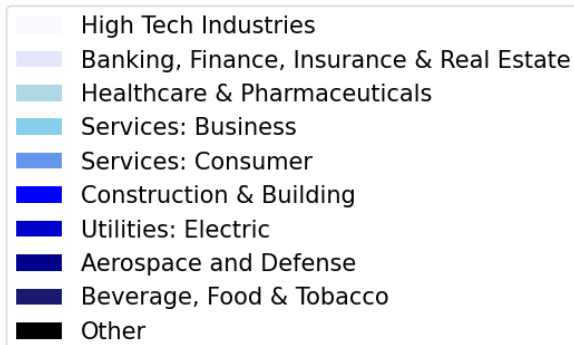 High Tech Industries
Banking, Finance, Insurance & Real Estate
Healthcare & Pharmaceuticals
Services: Business
Services: Consumer
Construction & Building
Utilities: Electric
Aerospace and Defense
Beverage, Food & Tobacco
Other